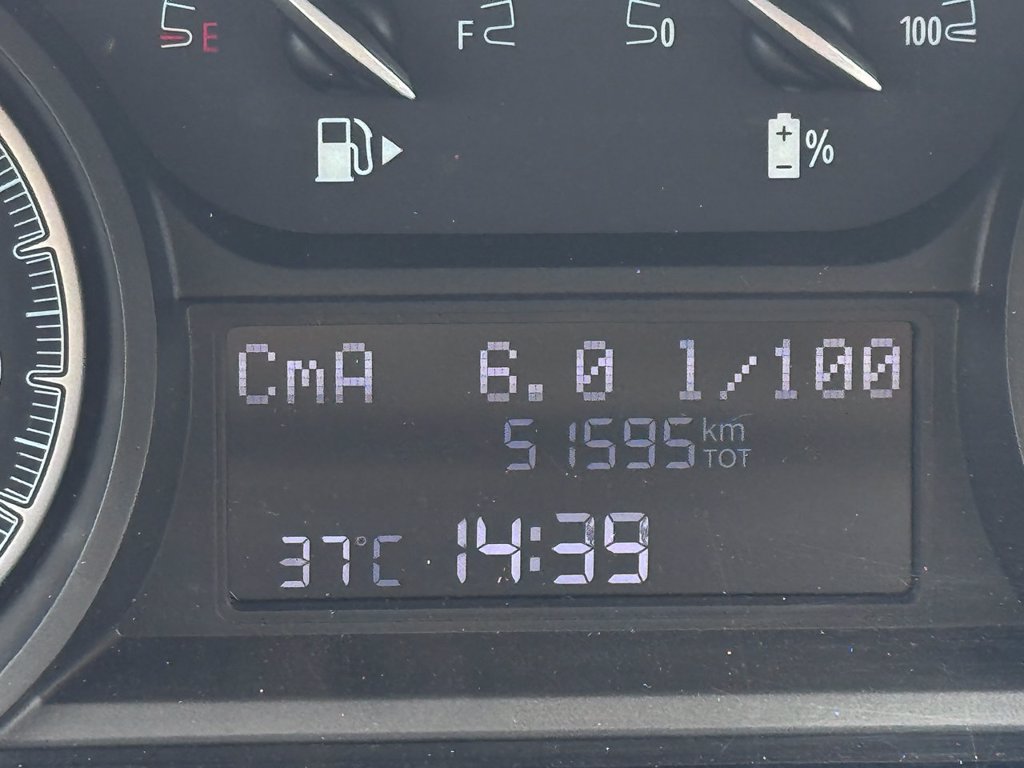 E F 50 100
+ - %
CmA 6.0 l/100
51595 km TOT
37°C 14:39